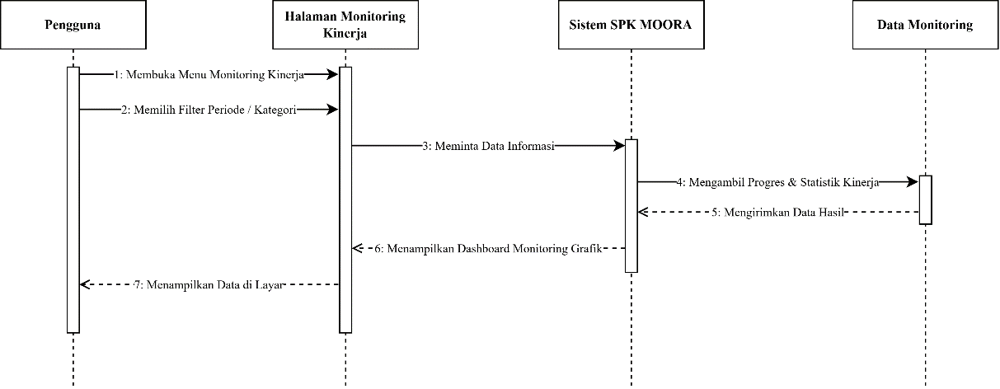 Pengguna
Halaman Monitoring
Kinerja
Sistem SPK MOORA
Data Monitoring
1: Membuka Menu Monitoring Kinerja
2: Memilih Filter Periode / Kategori
3: Meminta Data Informasi
4: Mengambil Progres & Statistik Kinerja
5: Mengirimkan Data Hasil
6: Menampilkan Dashboard Monitoring Grafik
7: Menampilkan Data di Layar